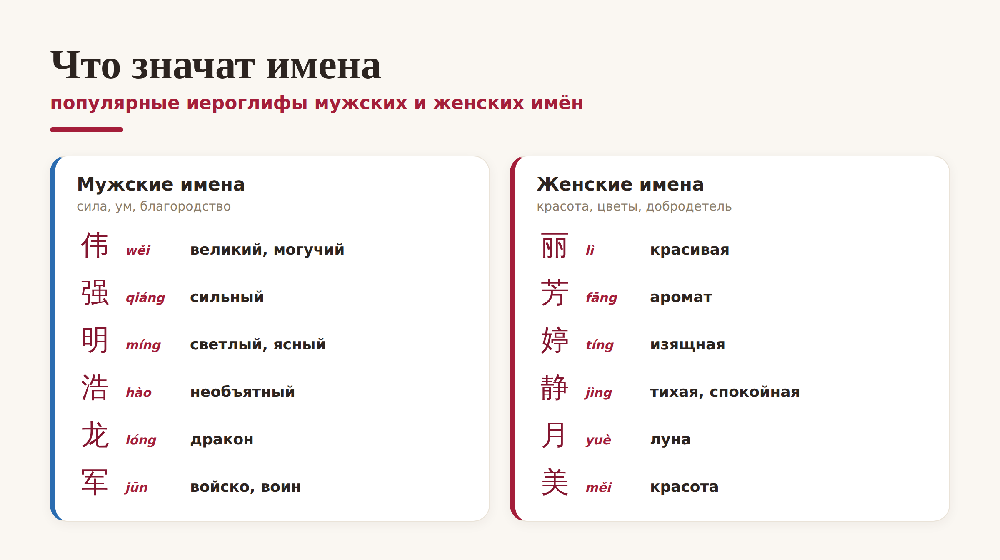 Что значат имена
популярные иероглифы мужских и женских имён
Мужские имена
сила, ум, благородство
伟 wěi великий, могучий
强 qiáng сильный
明 míng светлый, ясный
浩 hào необъятный
龙 lóng дракон
军 jūn войско, воин
Женские имена
красота, цветы, добродетель
丽 lì красивая
芳 fāng аромат
婷 tíng изящная
静 jìng тихая, спокойная
月 yuè луна
美 měi красота